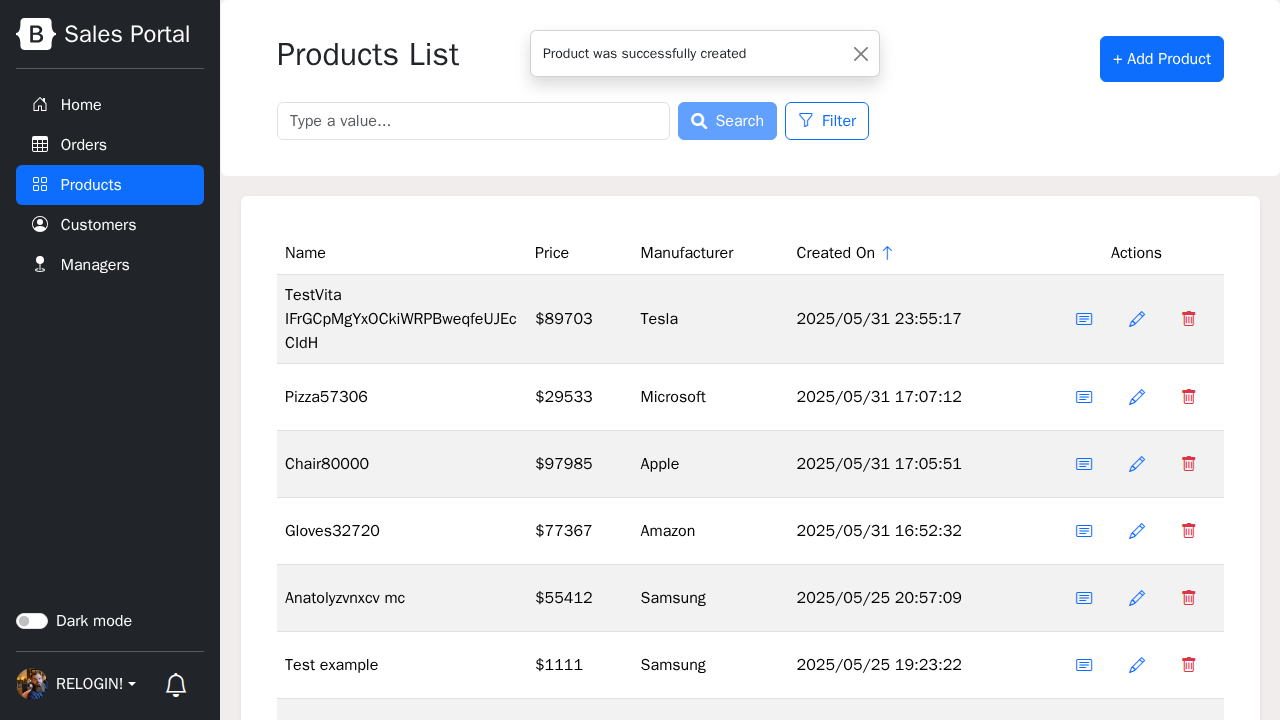 B Sales Portal
Home
Orders
Products
Customers
Managers
Dark mode
RELOGIN!
Products List
Product was successfully created
+ Add Product
Type a value...
Search
Filter
Name Price Manufacturer Created On Actions
TestVita
IFrGCpMgYxOCkiWRPBweqfeUJEc
CIdH
$89703 Tesla 2025/05/31 23:55:17
Pizza57306 $29533 Microsoft 2025/05/31 17:07:12
Chair80000 $97985 Apple 2025/05/31 17:05:51
Gloves32720 $77367 Amazon 2025/05/31 16:52:32
Anatolyzvnxcv mc $55412 Samsung 2025/05/25 20:57:09
Test example $1111 Samsung 2025/05/25 19:23:22